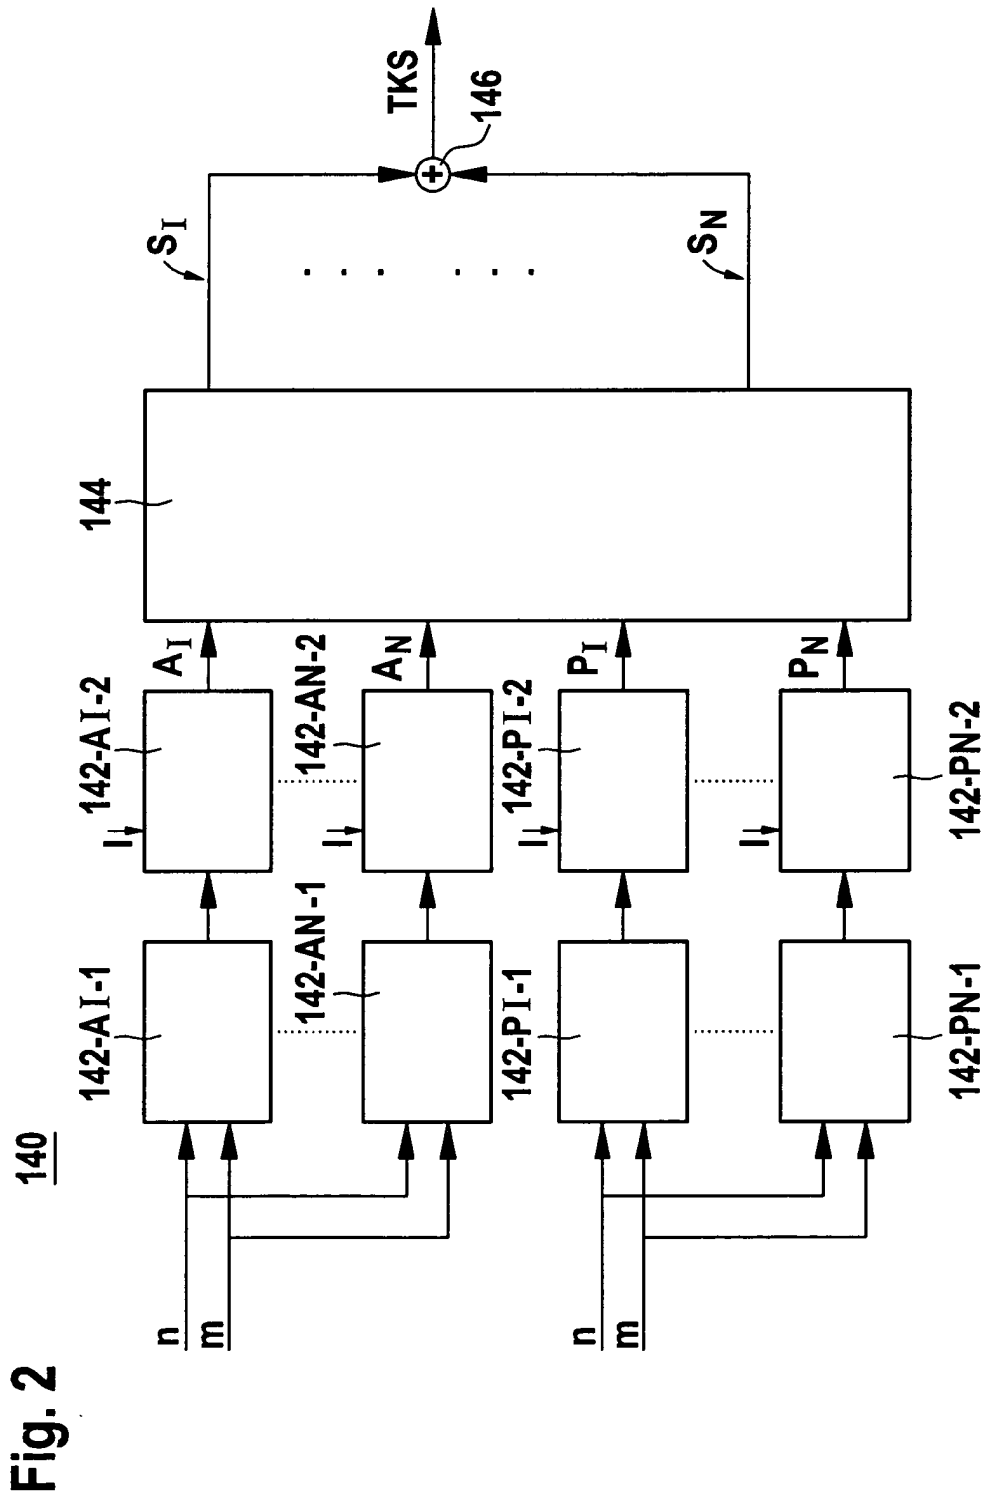 Fig. 2
140
n
m
n
m
142-AI-1
142-AN-1
142-PI-1
142-PN-1
I
142-AI-2
I
142-AN-2
I
142-PI-2
I
142-PN-2
AI
AN
PI
PN
144
SI
. . . . . .
SN
+
146
TKS